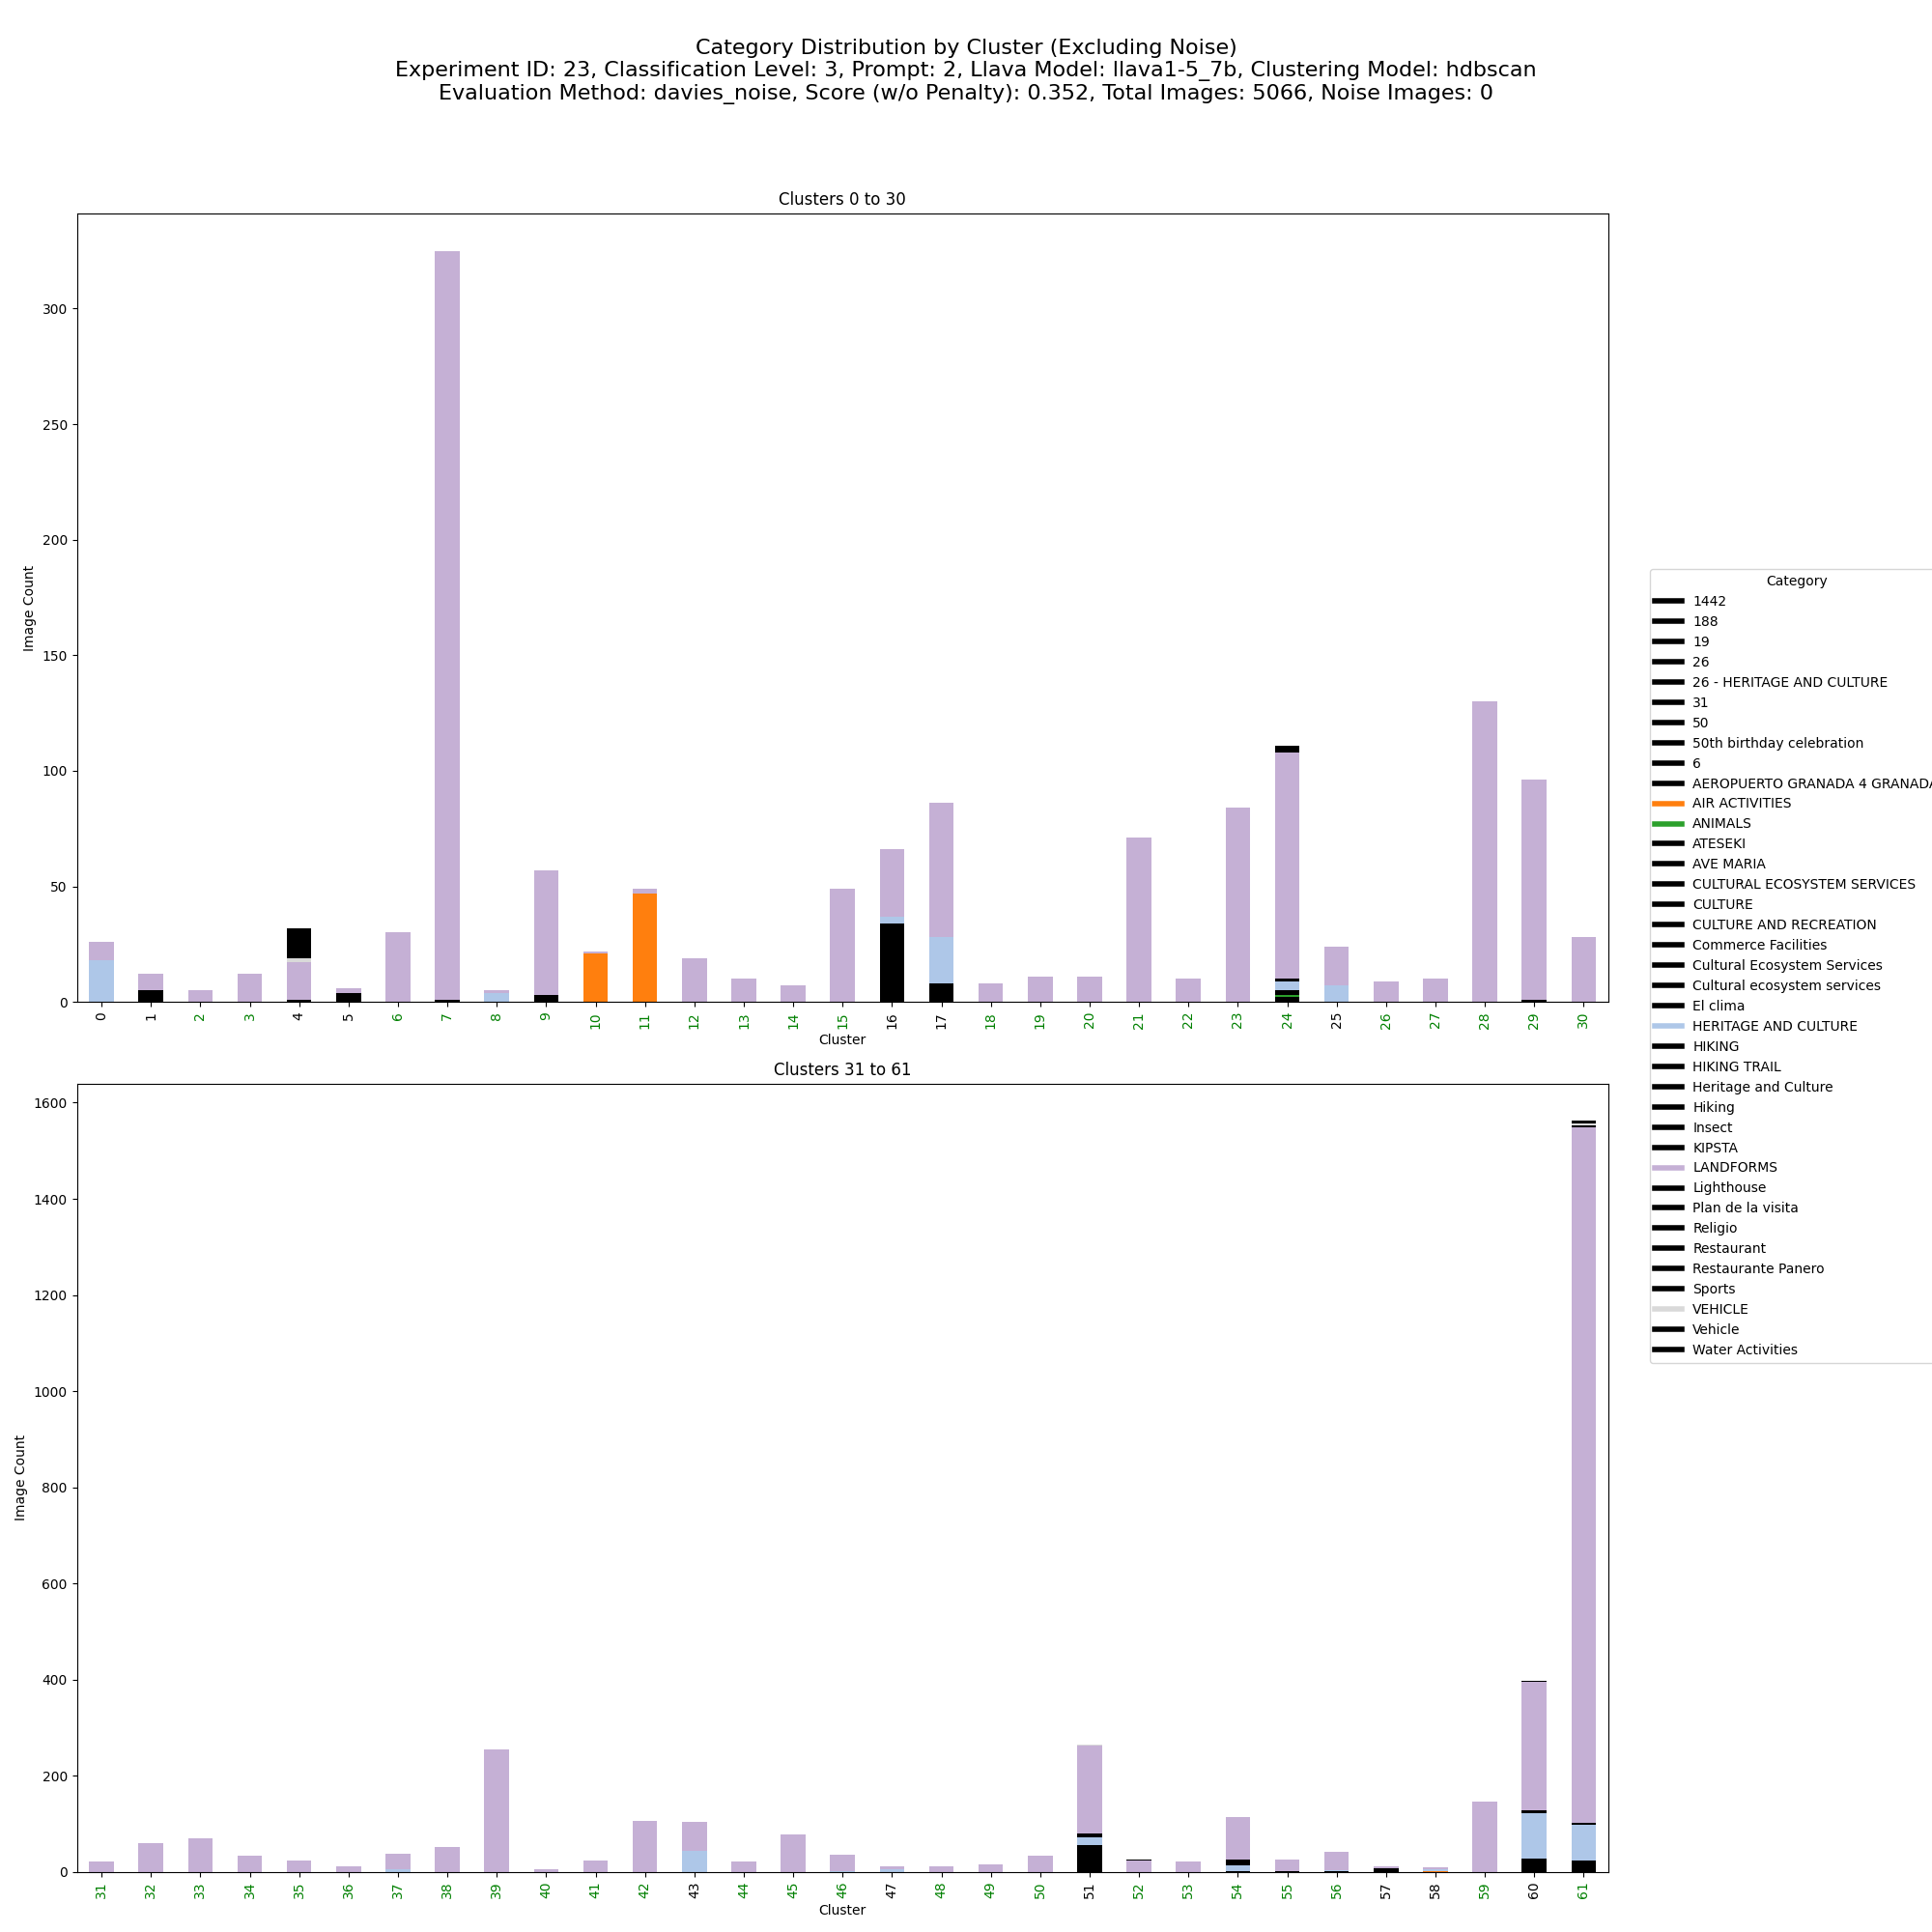 Category Distribution by Cluster (Excluding Noise)
Experiment ID: 23, Classification Level: 3, Prompt: 2, Llava Model: llava1-5_7b, Clustering Model: hdbscan
Evaluation Method: davies_noise, Score (w/o Penalty): 0.352, Total Images: 5066, Noise Images: 0
Clusters 0 to 30
Image Count
300
250
200
150
100
50
0
0 1 2 3 4 5 6 7 8 9 10 11 12 13 14 15 16 17 18 19 20 21 22 23 24 25 26 27 28 29 30
Cluster
Clusters 31 to 61
Image Count
1600
1400
1200
1000
800
600
400
200
0
31 32 33 34 35 36 37 38 39 40 41 42 43 44 45 46 47 48 49 50 51 52 53 54 55 56 57 58 59 60 61
Cluster
Category
1442
188
19
26
26 - HERITAGE AND CULTURE
31
50
50th birthday celebration
6
AEROPUERTO GRANADA 4 GRANADA
AIR ACTIVITIES
ANIMALS
ATESEKI
AVE MARIA
CULTURAL ECOSYSTEM SERVICES
CULTURE
CULTURE AND RECREATION
Commerce Facilities
Cultural Ecosystem Services
Cultural ecosystem services
El clima
HERITAGE AND CULTURE
HIKING
HIKING TRAIL
Heritage and Culture
Hiking
Insect
KIPSTA
LANDFORMS
Lighthouse
Plan de la visita
Religio
Restaurant
Restaurante Panero
Sports
VEHICLE
Vehicle
Water Activities